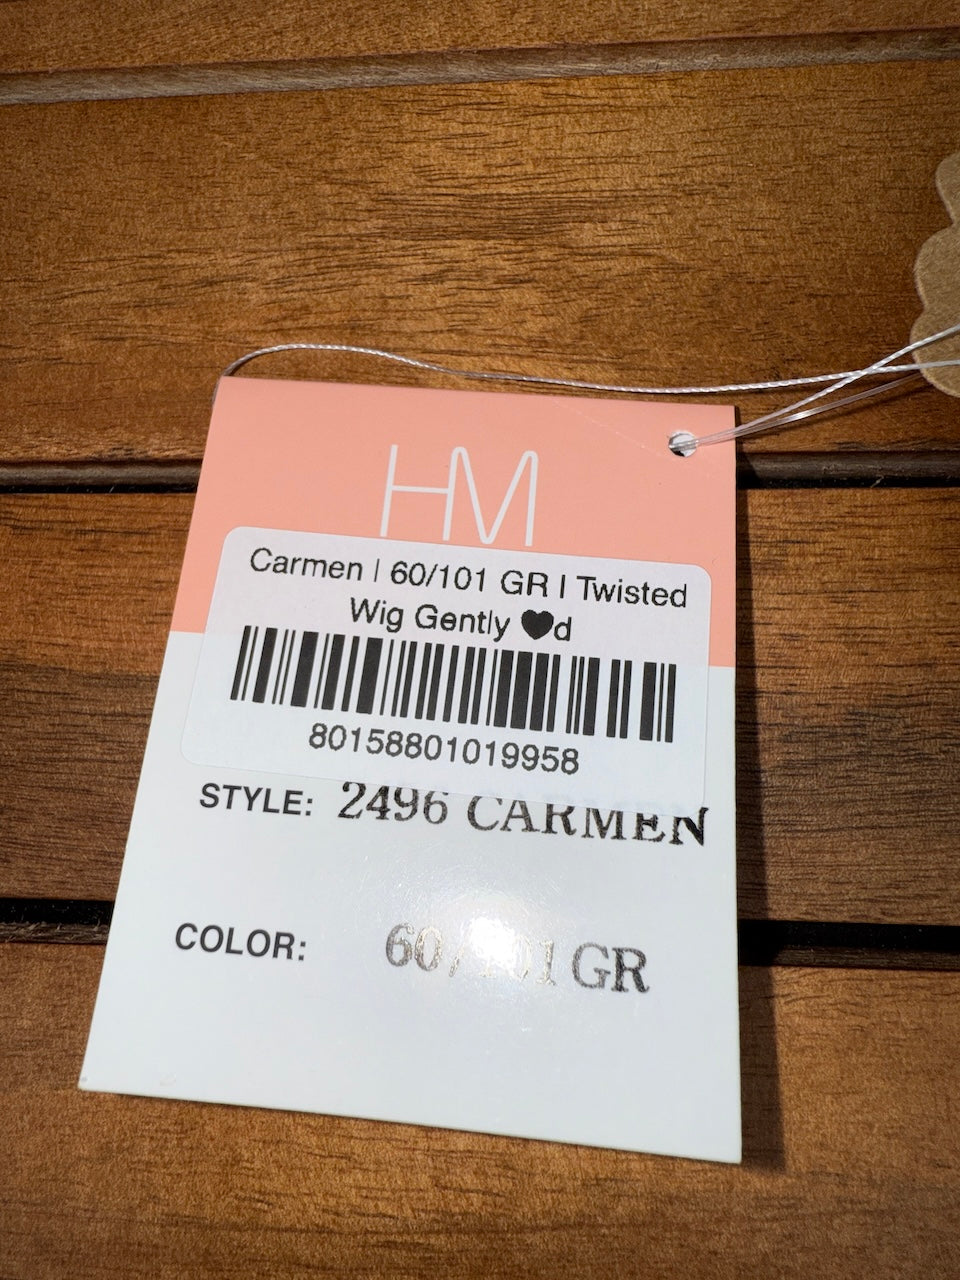 HM
Carmen | 60/101 GR | Twisted
Wig Gently ♥d
80158801019958
STYLE: 2496 CARMEN
COLOR: 60/101 GR